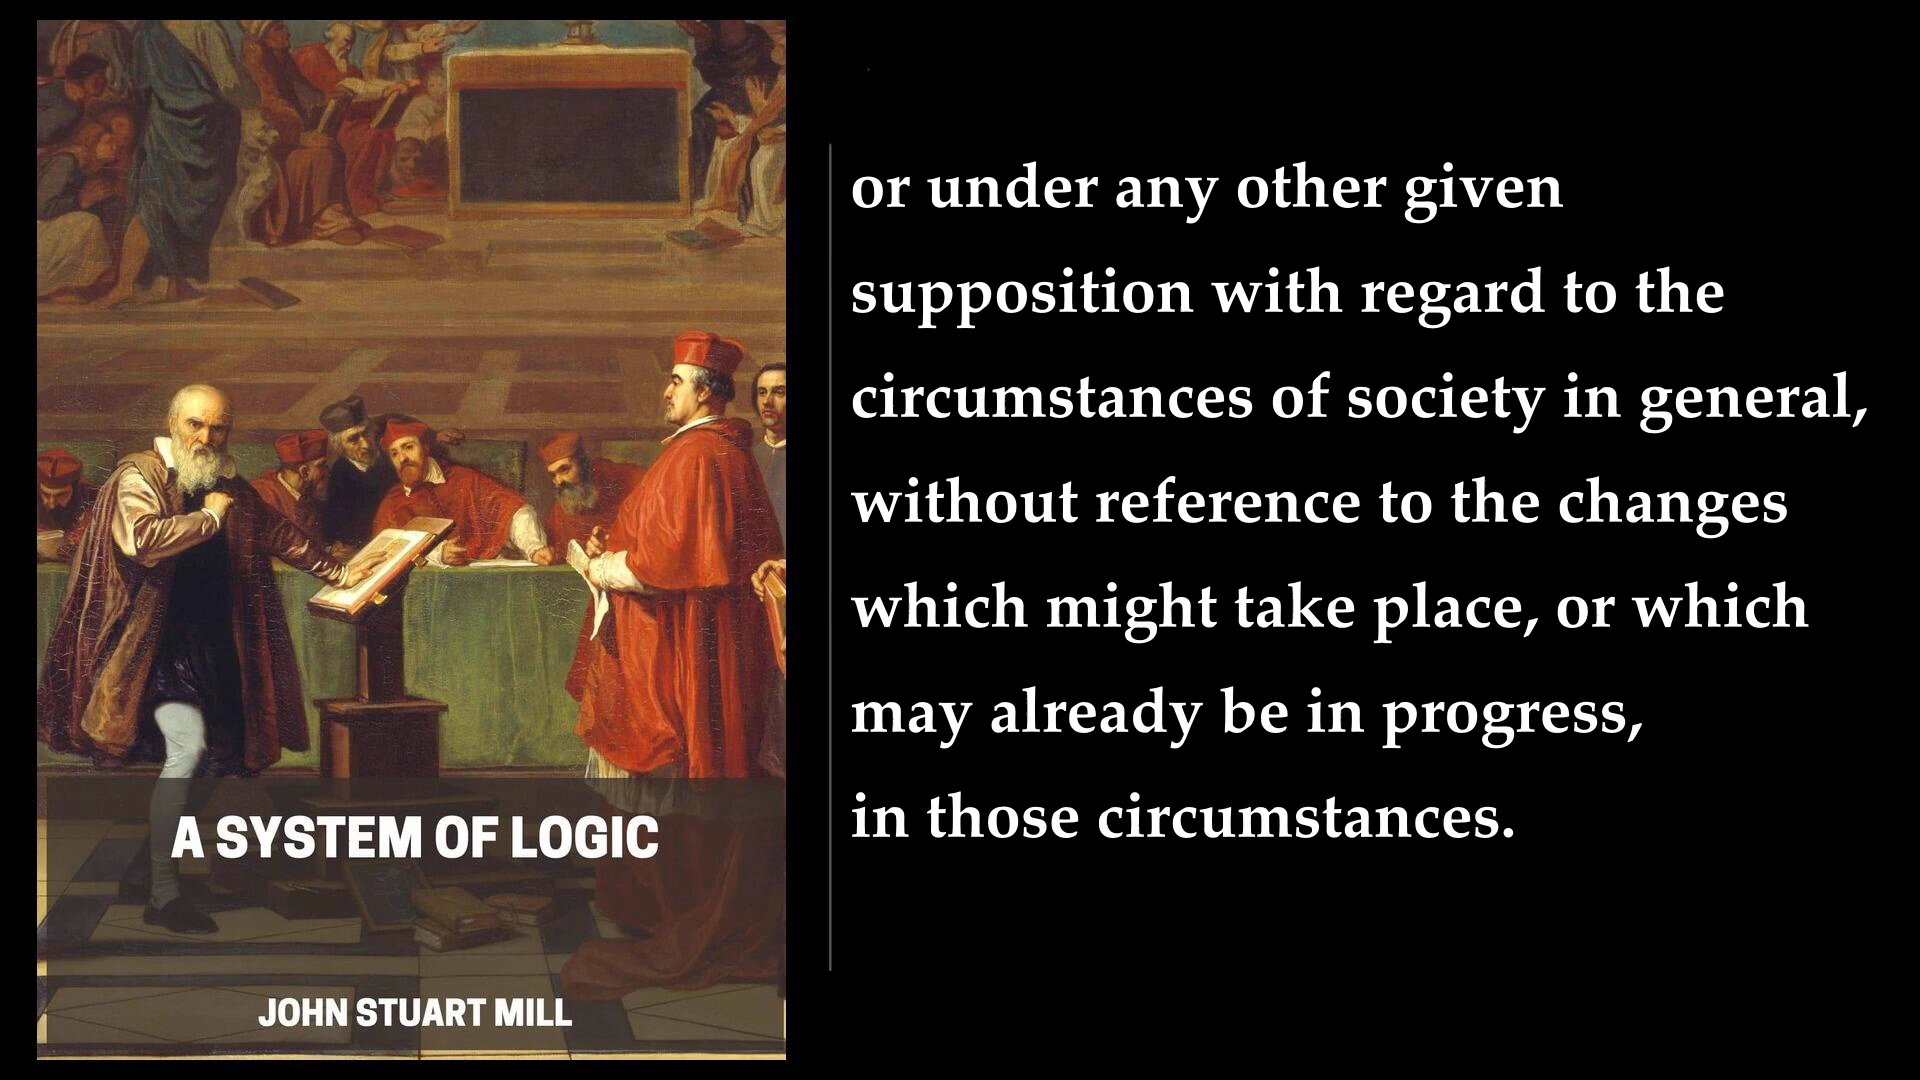 A SYSTEM OF LOGIC
JOHN STUART MILL
or under any other given
supposition with regard to the
circumstances of society in general,
without reference to the changes
which might take place, or which
may already be in progress,
in those circumstances.